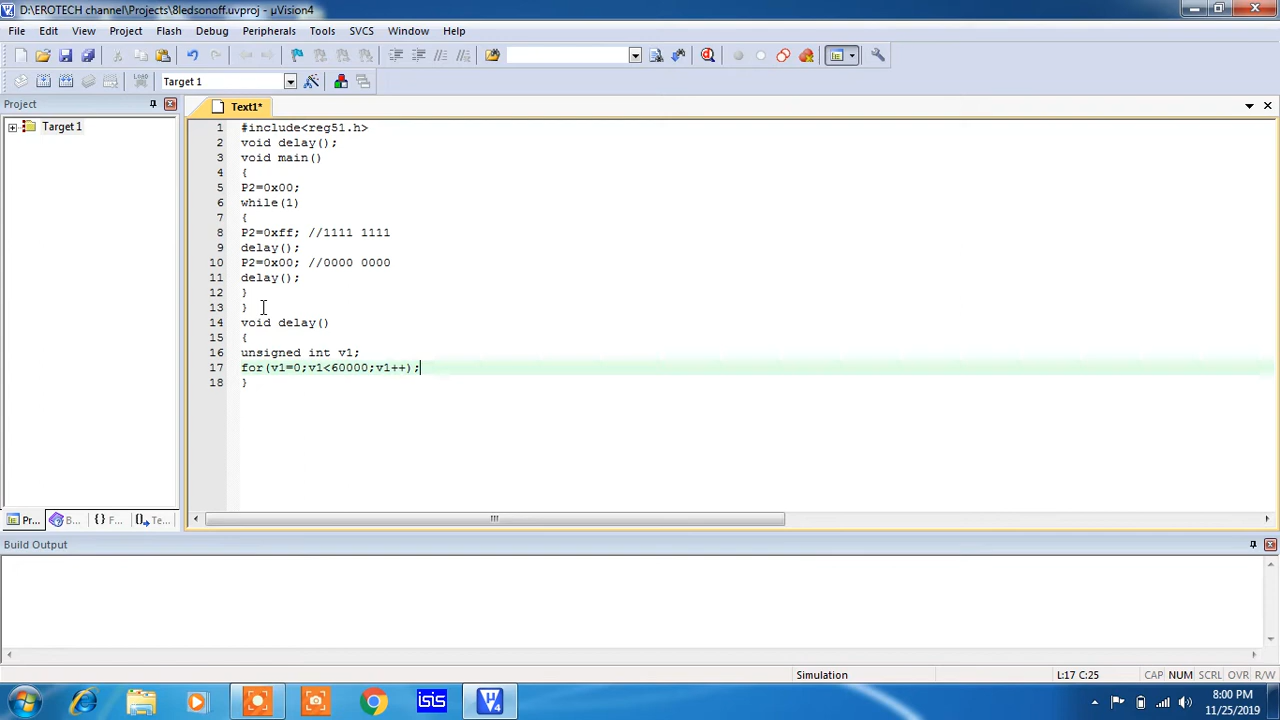 D:\EROTECH channel\Projects\8ledsonoff.uvproj - µVision4
File Edit View Project Flash Debug Peripherals Tools SVCS Window Help
LOAD Target 1
Project
Text1*
Target 1
1 #include<reg51.h>
2 void delay();
3 void main()
4 {
5 P2=0x00;
6 while(1)
7 {
8 P2=0xff; //1111 1111
9 delay();
10 P2=0x00; //0000 0000
11 delay();
12 }
13 }
14 void delay()
15 {
16 unsigned int v1;
17 for(v1=0;v1<60000;v1++);
18 }
Pr... B... {} F... Te...
Build Output
Simulation L:17 C:25 CAP NUM SCRL OVR R/W
isis
8:00 PM
11/25/2019